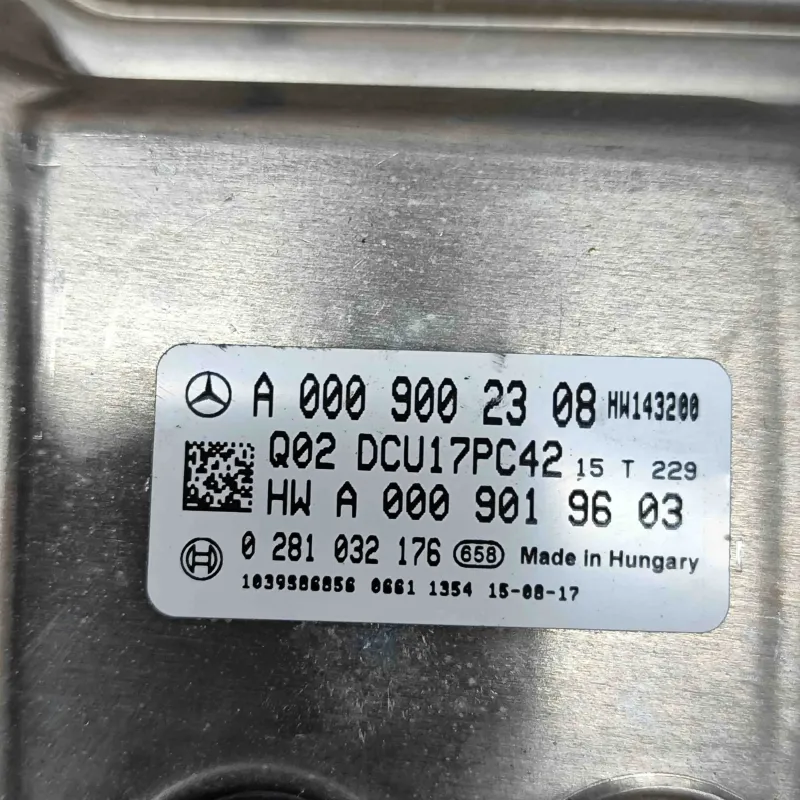 A 000 900 23 08 HW143200
Q02 DCU17PC42 15 T 229
HW A 000 901 96 03
0 281 032 176 658 Made in Hungary
1039S86856 0661 1354 15-08-17